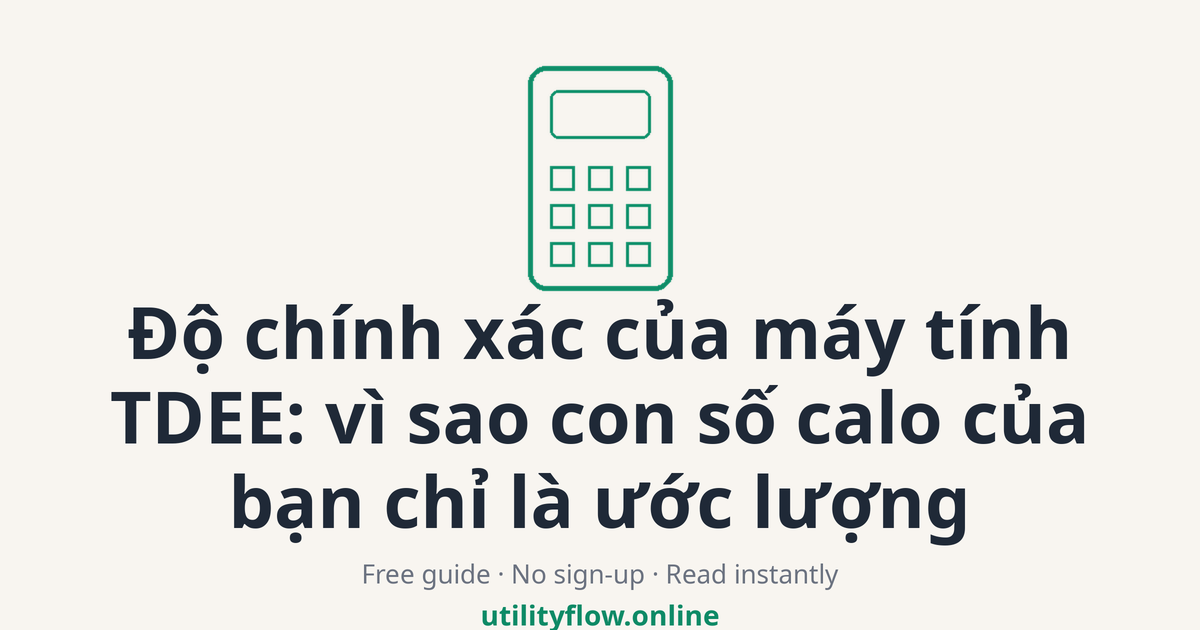 Độ chính xác của máy tính
TDEE: vì sao con số calo của
bạn chỉ là ước lượng
Free guide · No sign-up · Read instantly
utilityflow.online